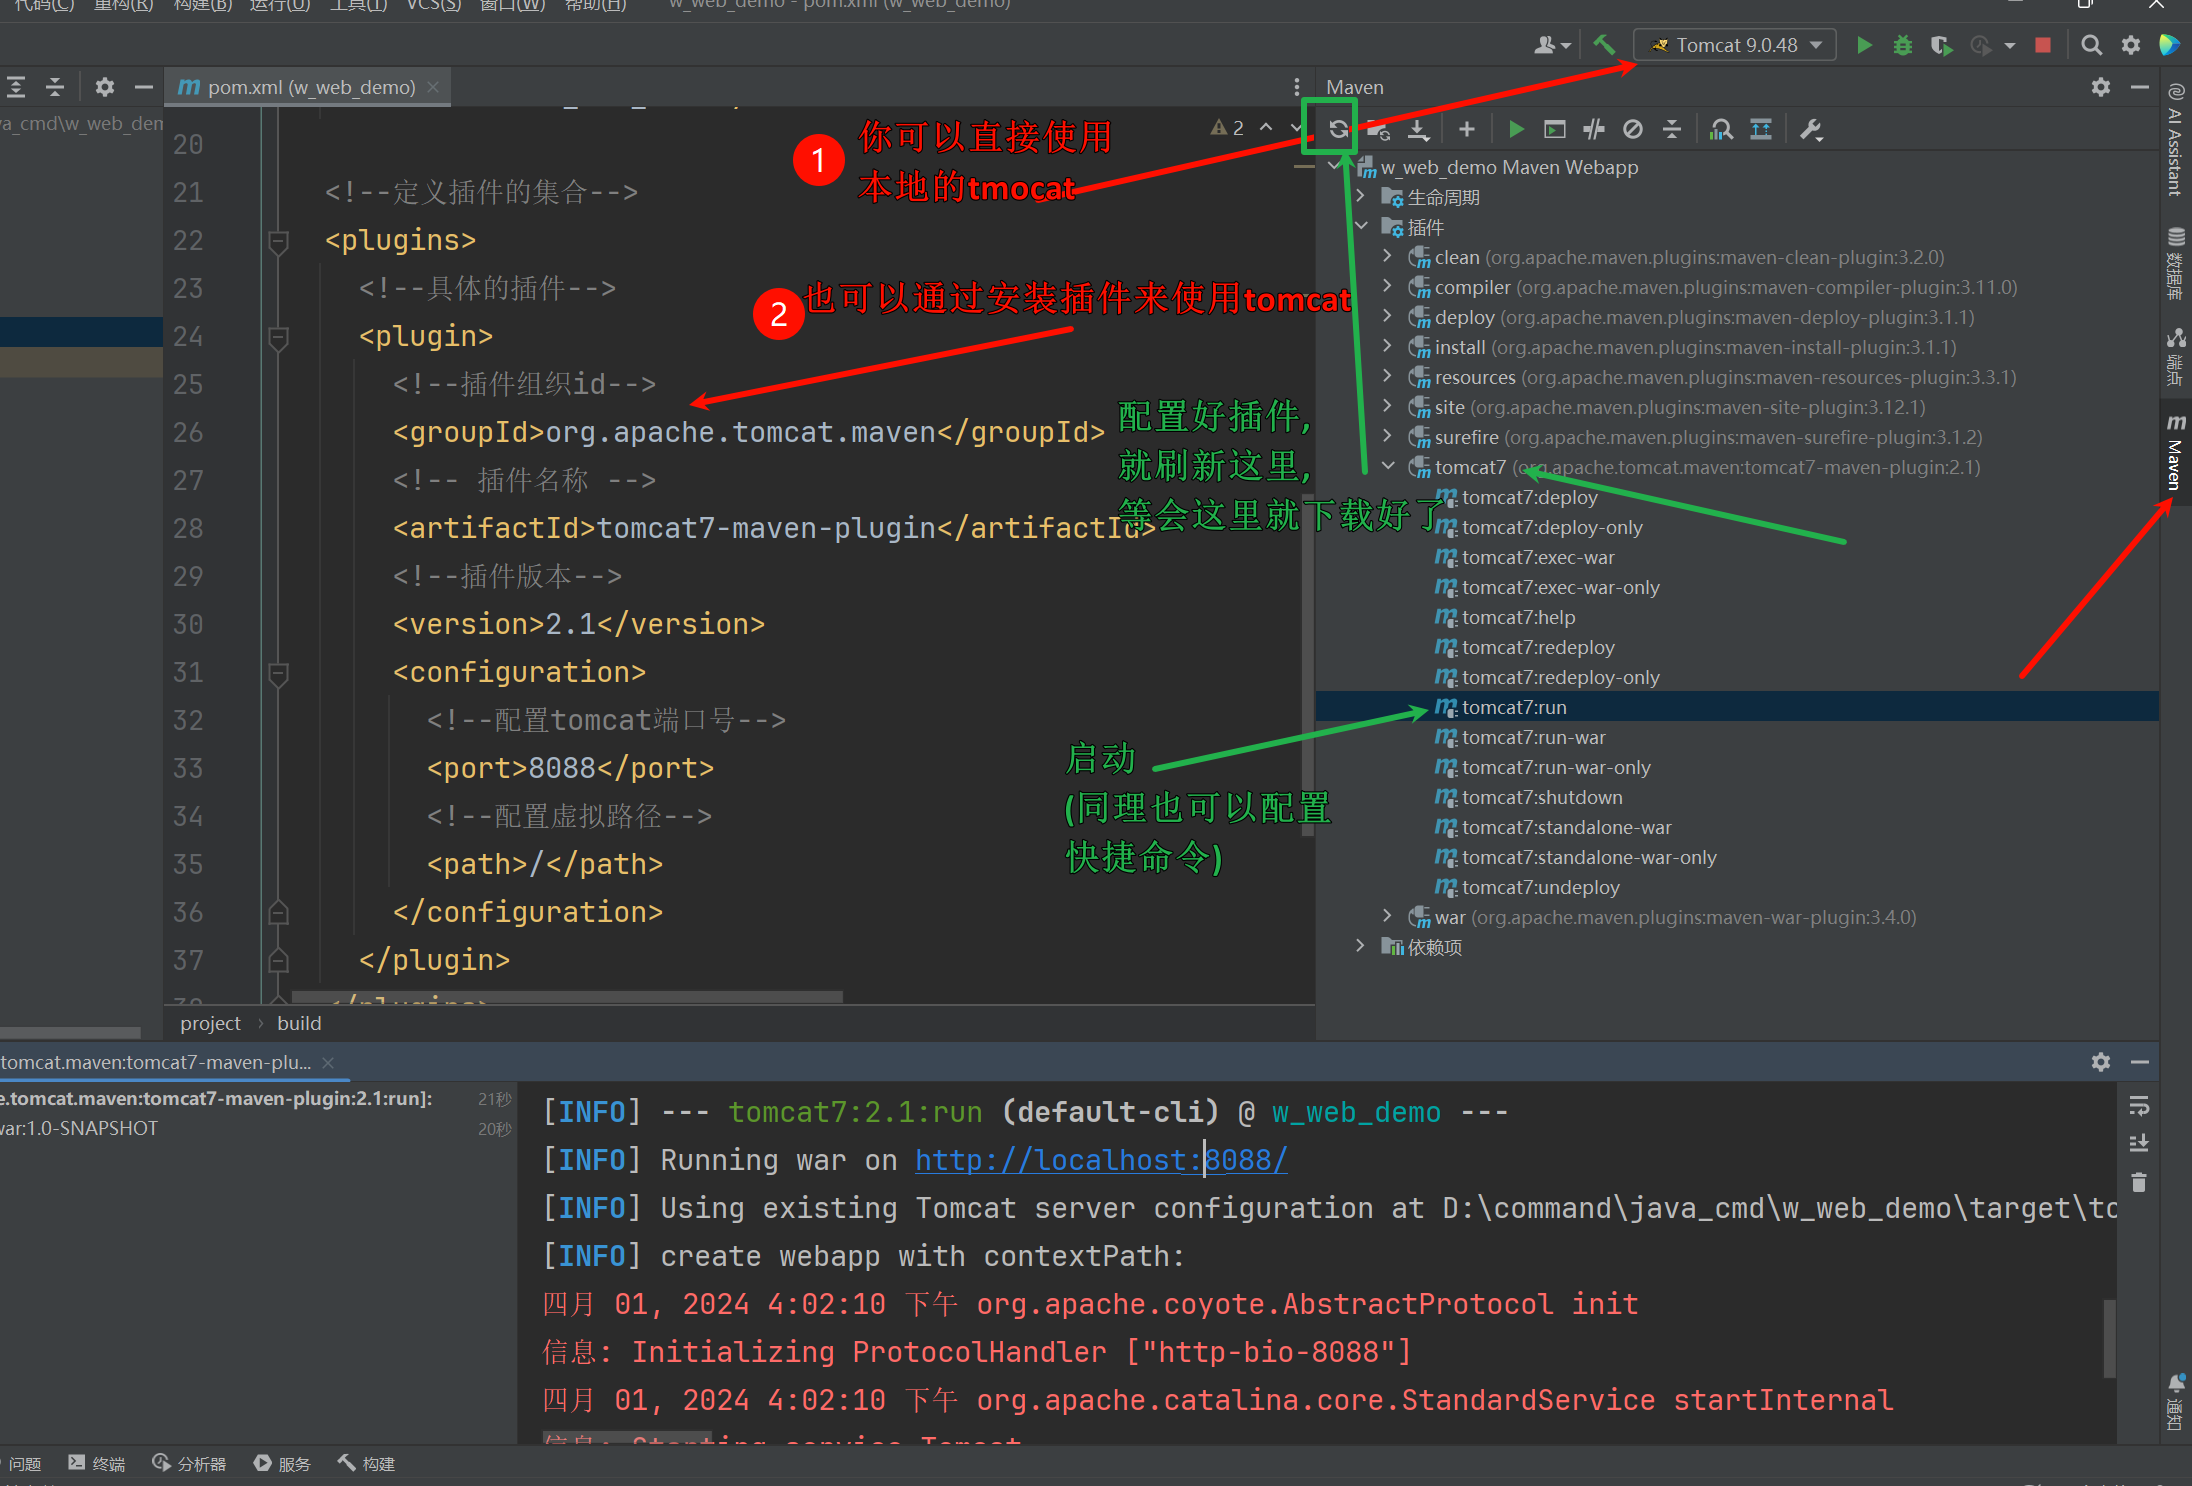 代码(C) 重构(R) 构建(B) 运行(U) 工具(T) VCS(S) 窗口(W) 帮助(H) w_web_demo - pom.xml (w_web_demo)
Tomcat 9.0.48
pom.xml (w_web_demo)
Maven
va_cmd\w_web_dem
2
20
21 <!--定义插件的集合-->
22 <plugins>
23 <!--具体的插件-->
24 <plugin>
25 <!--插件组织id-->
26 <groupId>org.apache.tomcat.maven</groupId>
27 <!-- 插件名称 -->
28 <artifactId>tomcat7-maven-plugin</artifactId>
29 <!--插件版本-->
30 <version>2.1</version>
31 <configuration>
32 <!--配置tomcat端口号-->
33 <port>8088</port>
34 <!--配置虚拟路径-->
35 <path>/</path>
36 </configuration>
37 </plugin>
38 </plugins>
1 你可以直接使用
本地的tmocat
2 也可以通过安装插件来使用tomcat
配置好插件,
就刷新这里,
等会这里就下载好了
启动
(同理也可以配置
快捷命令)
project > build
w_web_demo Maven Webapp
生命周期
插件
clean (org.apache.maven.plugins:maven-clean-plugin:3.2.0)
compiler (org.apache.maven.plugins:maven-compiler-plugin:3.11.0)
deploy (org.apache.maven.plugins:maven-deploy-plugin:3.1.1)
install (org.apache.maven.plugins:maven-install-plugin:3.1.1)
resources (org.apache.maven.plugins:maven-resources-plugin:3.3.1)
site (org.apache.maven.plugins:maven-site-plugin:3.12.1)
surefire (org.apache.maven.plugins:maven-surefire-plugin:3.1.2)
tomcat7 (org.apache.tomcat.maven:tomcat7-maven-plugin:2.1)
tomcat7:deploy
tomcat7:deploy-only
tomcat7:exec-war
tomcat7:exec-war-only
tomcat7:help
tomcat7:redeploy
tomcat7:redeploy-only
tomcat7:run
tomcat7:run-war
tomcat7:run-war-only
tomcat7:shutdown
tomcat7:standalone-war
tomcat7:standalone-war-only
tomcat7:undeploy
war (org.apache.maven.plugins:maven-war-plugin:3.4.0)
依赖项
AI Assistant
数据库
端点
Maven
通知
tomcat.maven:tomcat7-maven-plu...
e.tomcat.maven:tomcat7-maven-plugin:2.1:run]: 21秒
war:1.0-SNAPSHOT 20秒
[INFO] --- tomcat7:2.1:run (default-cli) @ w_web_demo ---
[INFO] Running war on http://localhost:8088/
[INFO] Using existing Tomcat server configuration at D:\command\java_cmd\w_web_demo\target\to
[INFO] create webapp with contextPath:
四月 01, 2024 4:02:10 下午 org.apache.coyote.AbstractProtocol init
信息: Initializing ProtocolHandler ["http-bio-8088"]
四月 01, 2024 4:02:10 下午 org.apache.catalina.core.StandardService startInternal
信息: Starting service Tomcat
问题 终端 分析器 服务 构建